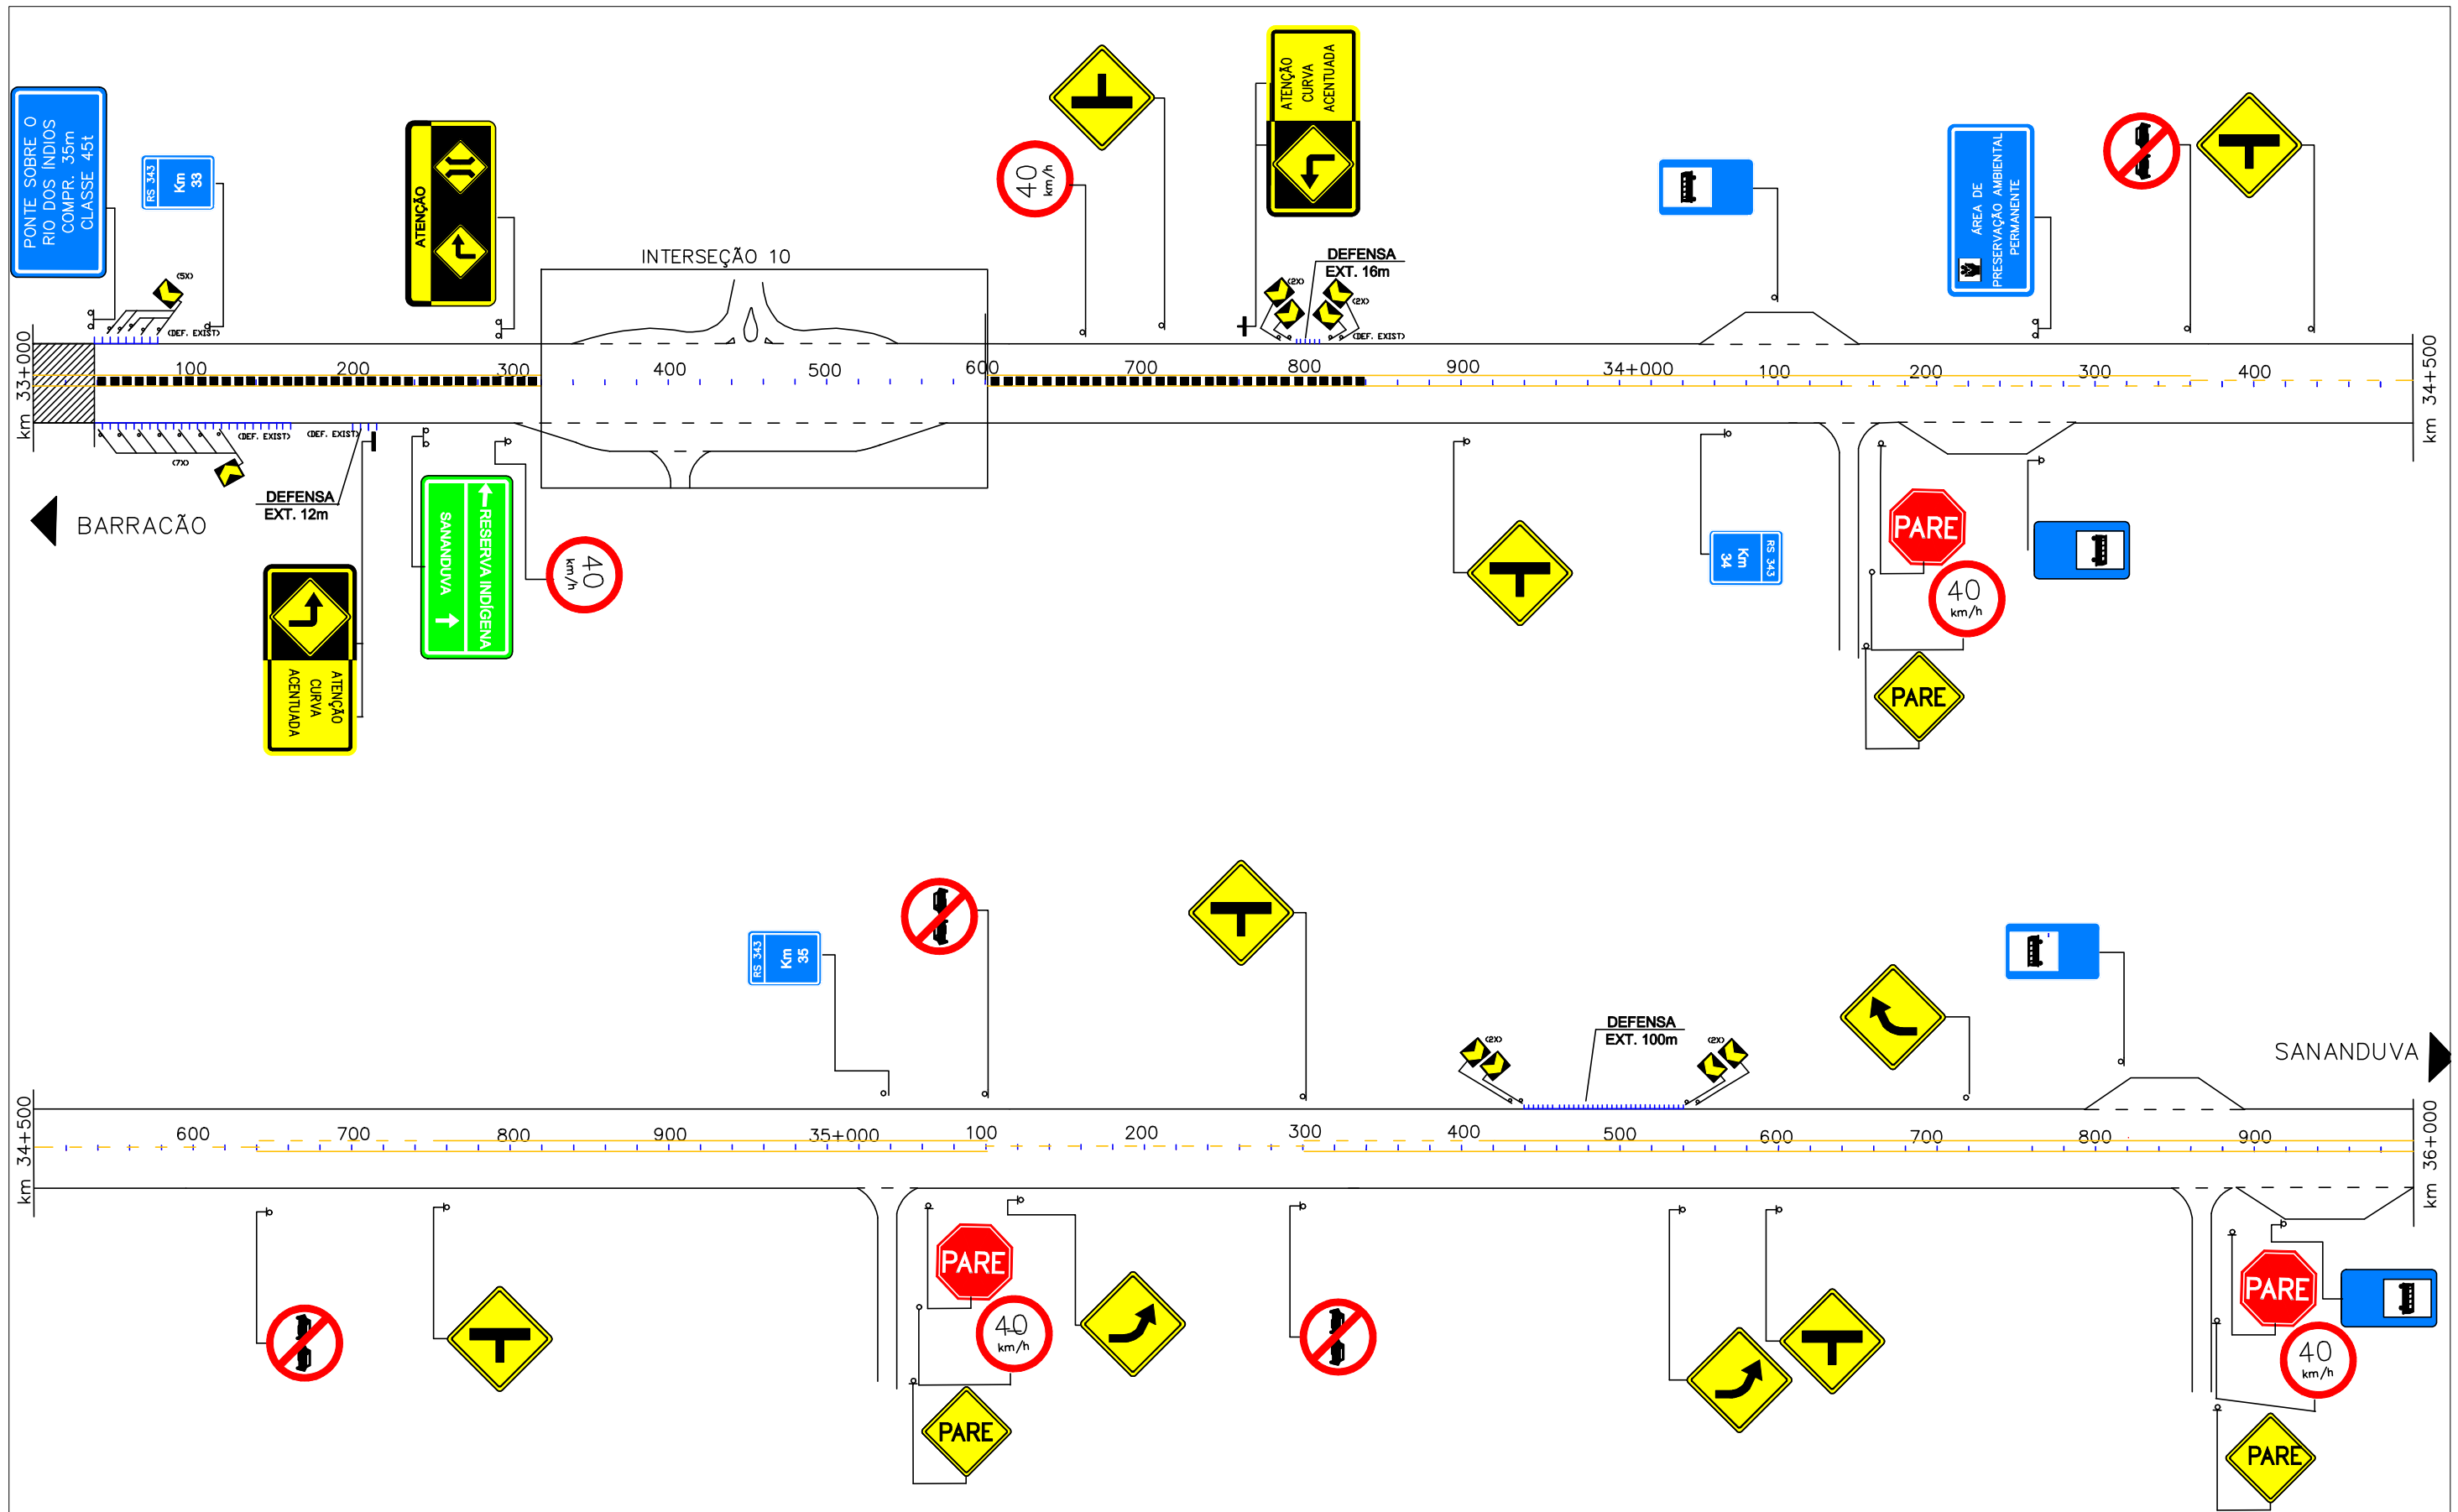 PONTE SOBRE O
RIO DOS ÍNDIOS
COMPR. 35m
CLASSE 45t
RS 343
Km
33
(5X)
(DEF. EXIST)
ATENÇÃO
INTERSEÇÃO 10
40
km/h
ATENÇÃO
CURVA
ACENTUADA
DEFENSA
EXT. 16m
(2X)
(2X)
(DEF. EXIST)
ÁREA DE
PRESERVAÇÃO AMBIENTAL
PERMANENTE
km 33+000
100
200
300
400
500
600
700
800
900
34+000
100
200
300
400
km 34+500
(DEF. EXIST)
(DEF. EXIST)
(7X)
DEFENSA
EXT. 12m
BARRACÃO
ATENÇÃO
CURVA
ACENTUADA
RESERVA INDÍGENA
SANANDUVA
40
km/h
RS 343
Km
34
PARE
40
km/h
PARE
RS 343
Km
35
DEFENSA
EXT. 100m
(2X)
(2X)
SANANDUVA
km 34+500
600
700
800
900
35+000
100
200
300
400
500
600
700
800
900
km 36+000
PARE
40
km/h
PARE
PARE
40
km/h
PARE